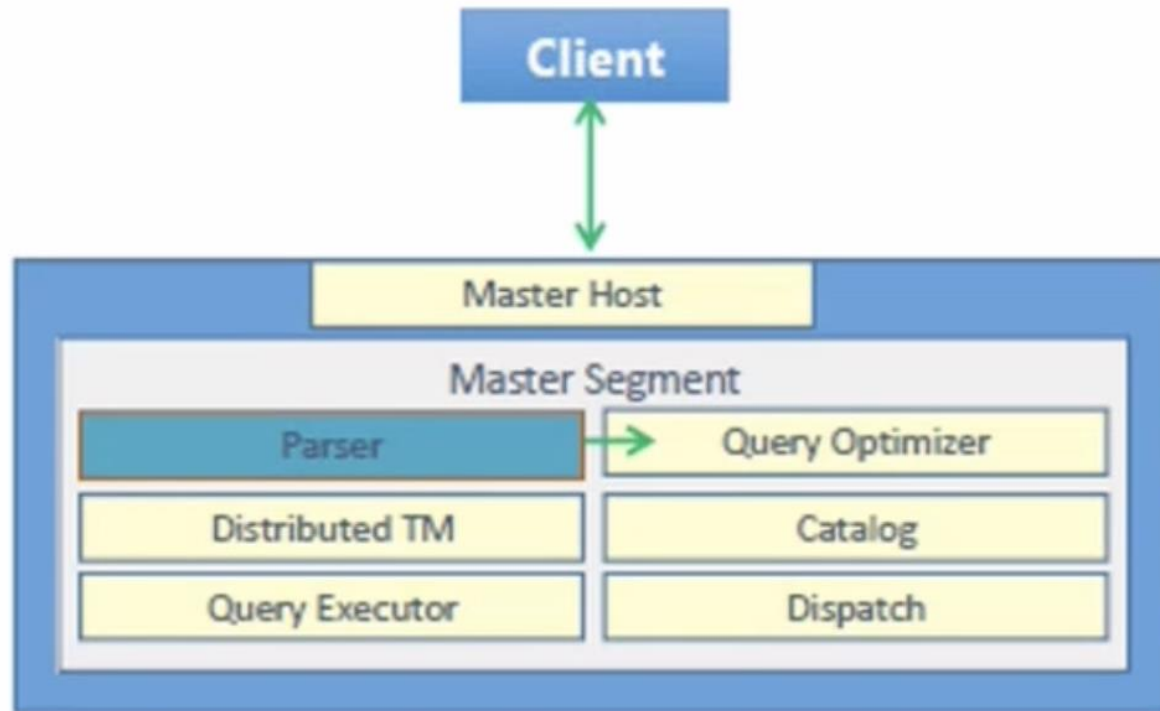 Client
Master Host
Master Segment
Parser
Query Optimizer
Distributed TM
Catalog
Query Executor
Dispatch